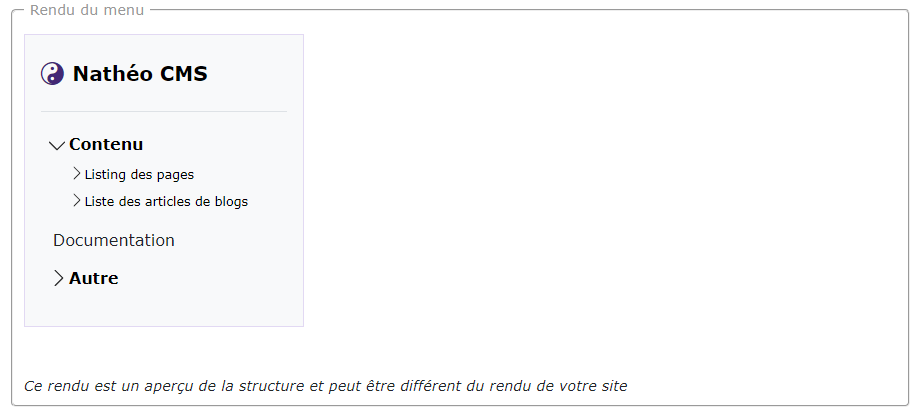 Rendu du menu
Nathéo CMS
Contenu
Listing des pages
Liste des articles de blogs
Documentation
Autre
Ce rendu est un aperçu de la structure et peut être différent du rendu de votre site